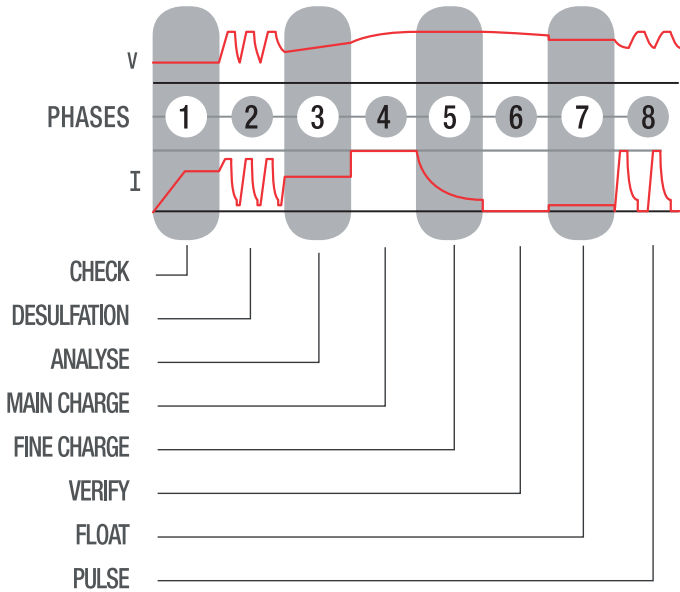 V
PHASES 1 2 3 4 5 6 7 8
I
CHECK
DESULFATION
ANALYSE
MAIN CHARGE
FINE CHARGE
VERIFY
FLOAT
PULSE